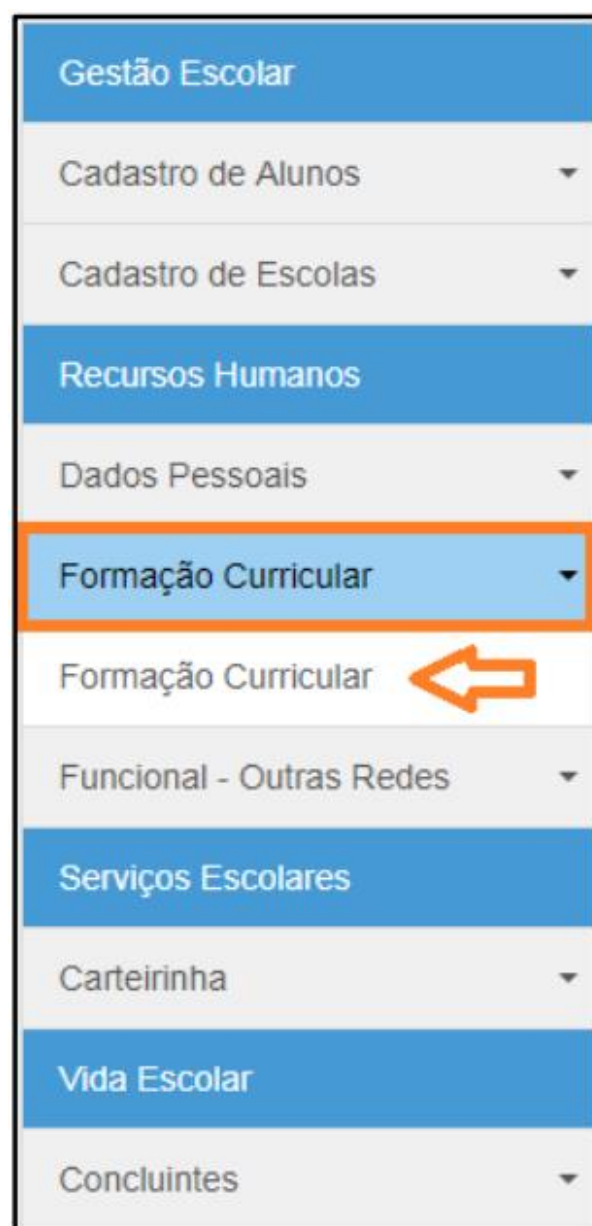 Gestão Escolar
Cadastro de Alunos
Cadastro de Escolas
Recursos Humanos
Dados Pessoais
Formação Curricular
Formação Curricular
Funcional - Outras Redes
Serviços Escolares
Carteirinha
Vida Escolar
Concluintes